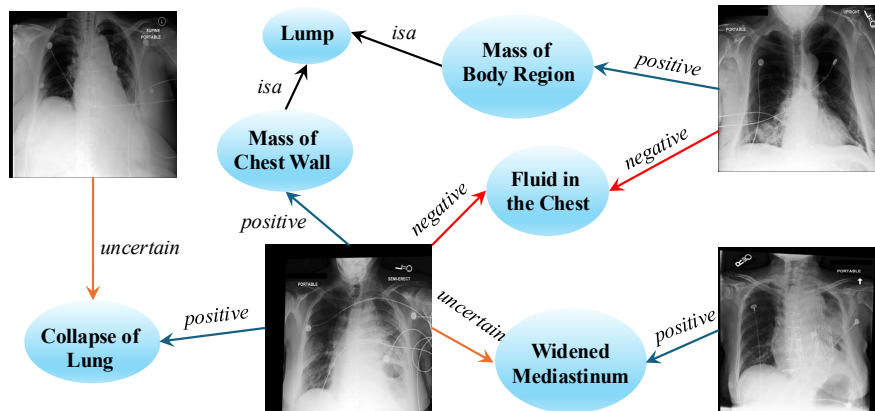 L
SUPINE
PORTABLE
Lump
isa
Mass of
Body Region
positive
PORTABLE
UPRIGHT
isa
Mass of
Chest Wall
negative
Fluid in
the Chest
positive
negative
uncertain
PORTABLE
SEMI-ERECT
uncertain
positive
PORTABLE
positive
Collapse of
Lung
Widened
Mediastinum